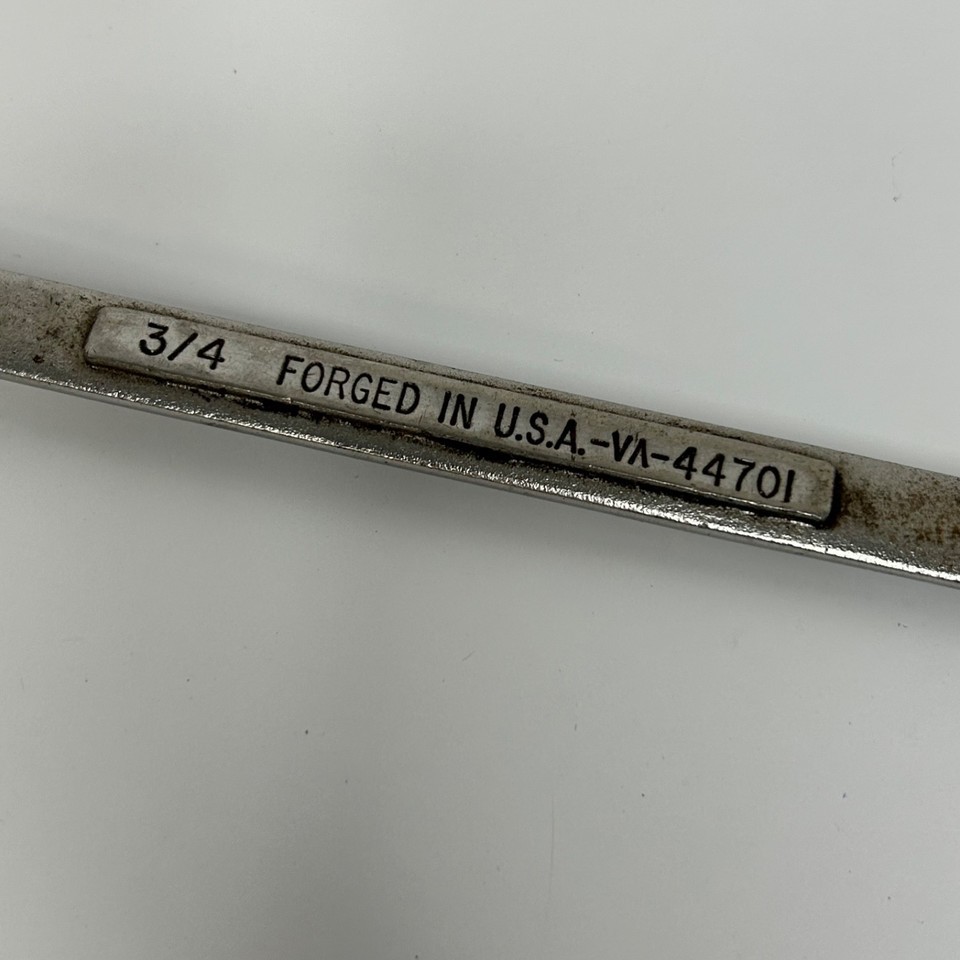 3/4 FORGED IN U.S.A.-VΛ-44701